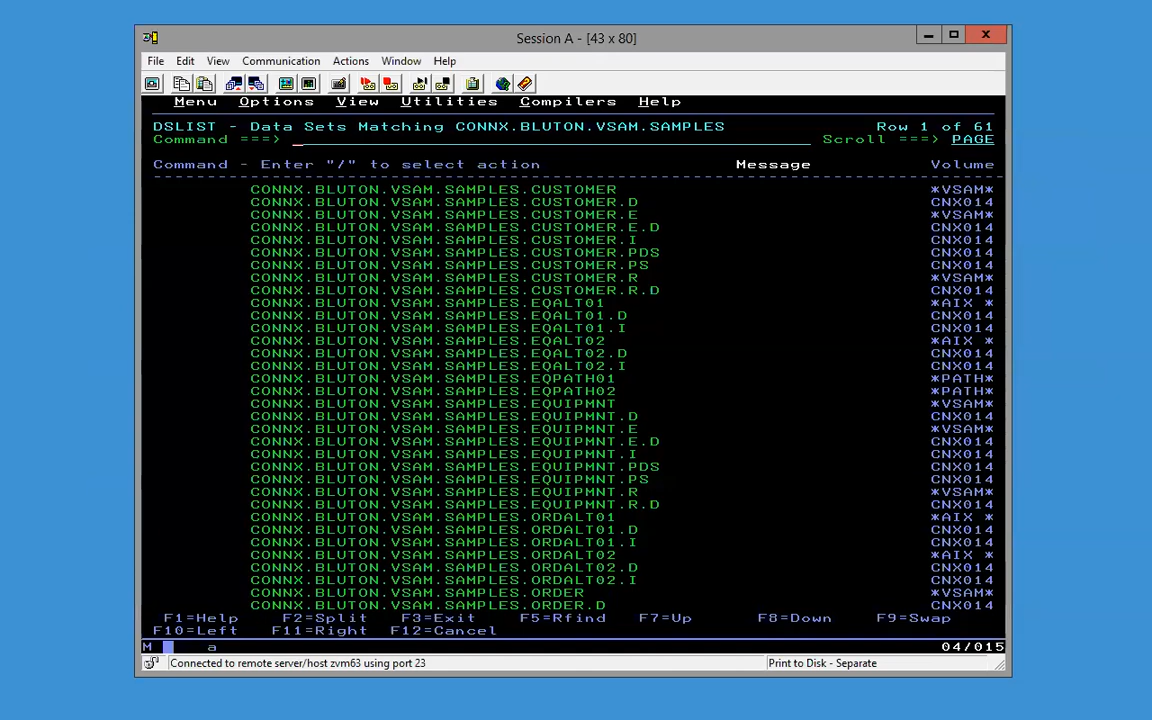 Session A - [43 x 80]
File Edit View Communication Actions Window Help
Menu Options View Utilities Compilers Help
DSLIST - Data Sets Matching CONNX.BLUTON.VSAM.SAMPLES Row 1 of 61
Command ===> Scroll ===> PAGE
Command - Enter "/" to select action Message Volume
CONNX.BLUTON.VSAM.SAMPLES.CUSTOMER *VSAM*
CONNX.BLUTON.VSAM.SAMPLES.CUSTOMER.D CNX014
CONNX.BLUTON.VSAM.SAMPLES.CUSTOMER.E *VSAM*
CONNX.BLUTON.VSAM.SAMPLES.CUSTOMER.E.D CNX014
CONNX.BLUTON.VSAM.SAMPLES.CUSTOMER.I CNX014
CONNX.BLUTON.VSAM.SAMPLES.CUSTOMER.PDS CNX014
CONNX.BLUTON.VSAM.SAMPLES.CUSTOMER.PS CNX014
CONNX.BLUTON.VSAM.SAMPLES.CUSTOMER.R *VSAM*
CONNX.BLUTON.VSAM.SAMPLES.CUSTOMER.R.D CNX014
CONNX.BLUTON.VSAM.SAMPLES.EQALT01 *AIX *
CONNX.BLUTON.VSAM.SAMPLES.EQALT01.D CNX014
CONNX.BLUTON.VSAM.SAMPLES.EQALT01.I CNX014
CONNX.BLUTON.VSAM.SAMPLES.EQALT02 *AIX *
CONNX.BLUTON.VSAM.SAMPLES.EQALT02.D CNX014
CONNX.BLUTON.VSAM.SAMPLES.EQALT02.I CNX014
CONNX.BLUTON.VSAM.SAMPLES.EQPATH01 *PATH*
CONNX.BLUTON.VSAM.SAMPLES.EQPATH02 *PATH*
CONNX.BLUTON.VSAM.SAMPLES.EQUIPMNT *VSAM*
CONNX.BLUTON.VSAM.SAMPLES.EQUIPMNT.D CNX014
CONNX.BLUTON.VSAM.SAMPLES.EQUIPMNT.E *VSAM*
CONNX.BLUTON.VSAM.SAMPLES.EQUIPMNT.E.D CNX014
CONNX.BLUTON.VSAM.SAMPLES.EQUIPMNT.I CNX014
CONNX.BLUTON.VSAM.SAMPLES.EQUIPMNT.PDS CNX014
CONNX.BLUTON.VSAM.SAMPLES.EQUIPMNT.PS CNX014
CONNX.BLUTON.VSAM.SAMPLES.EQUIPMNT.R *VSAM*
CONNX.BLUTON.VSAM.SAMPLES.EQUIPMNT.R.D CNX014
CONNX.BLUTON.VSAM.SAMPLES.ORDALT01 *AIX *
CONNX.BLUTON.VSAM.SAMPLES.ORDALT01.D CNX014
CONNX.BLUTON.VSAM.SAMPLES.ORDALT01.I CNX014
CONNX.BLUTON.VSAM.SAMPLES.ORDALT02 *AIX *
CONNX.BLUTON.VSAM.SAMPLES.ORDALT02.D CNX014
CONNX.BLUTON.VSAM.SAMPLES.ORDALT02.I CNX014
CONNX.BLUTON.VSAM.SAMPLES.ORDER *VSAM*
CONNX.BLUTON.VSAM.SAMPLES.ORDER.D CNX014
F1=Help F2=Split F3=Exit F5=Rfind F7=Up F8=Down F9=Swap
F10=Left F11=Right F12=Cancel
M a 04/015
Connected to remote server/host zvm63 using port 23 Print to Disk - Separate